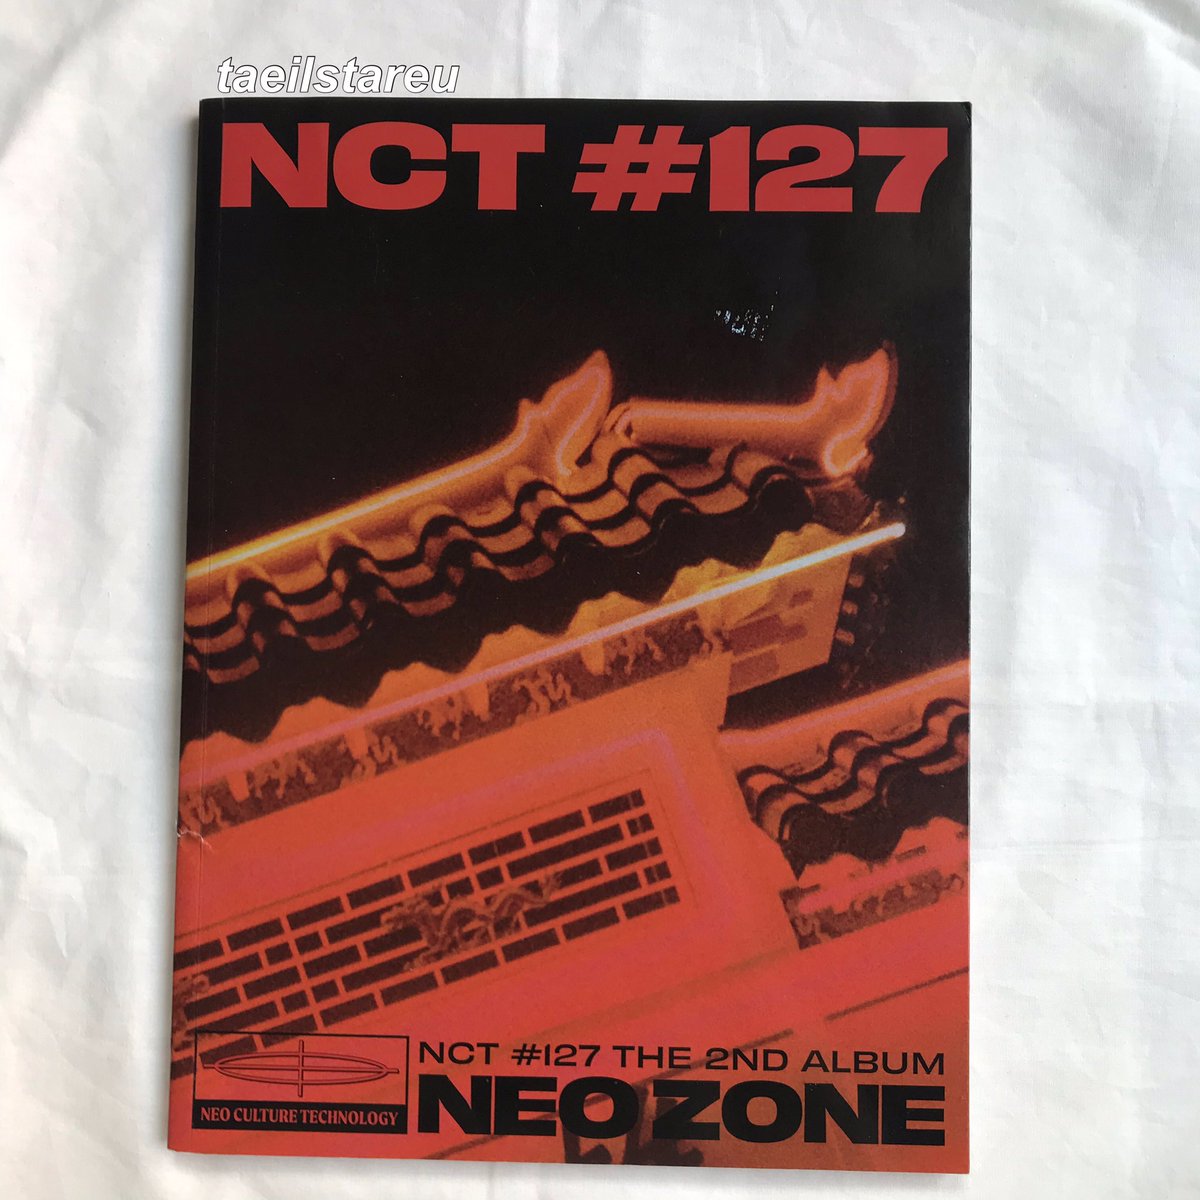 taeilstareu
NCT #127
NCT #127 THE 2ND ALBUM
NEO ZONE
NEO CULTURE TECHNOLOGY